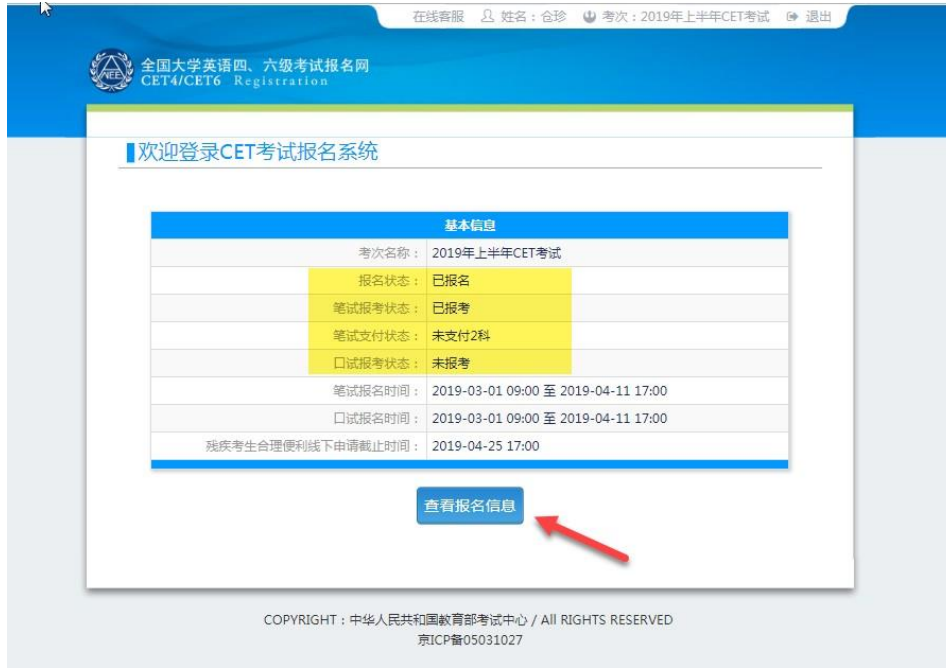 在线客服 姓名：仓珍 考次：2019年上半年CET考试 退出
NEEA
全国大学英语四、六级考试报名网
CET4/CET6 Registration
欢迎登录CET考试报名系统
基本信息
考次名称： 2019年上半年CET考试
报名状态： 已报名
笔试报考状态： 已报考
笔试支付状态： 未支付2科
口试报考状态： 未报考
笔试报名时间： 2019-03-01 09:00 至 2019-04-11 17:00
口试报名时间： 2019-03-01 09:00 至 2019-04-11 17:00
残疾考生合理便利线下申请截止时间： 2019-04-25 17:00
查看报名信息
COPYRIGHT：中华人民共和国教育部考试中心 / All RIGHTS RESERVED
京ICP备05031027